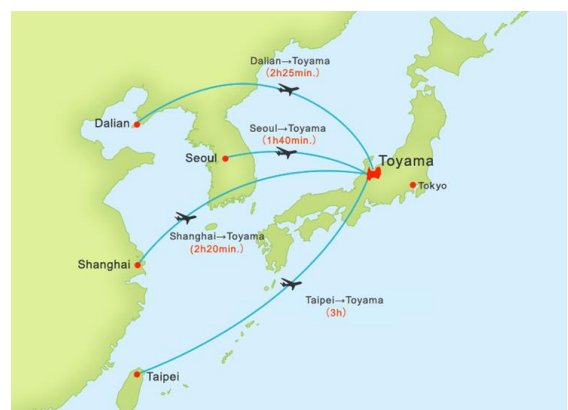 Dalian→Toyama
(2h25min.)
Dalian
Seoul→Toyama
(1h40min.)
Seoul
Toyama
Tokyo
Shanghai→Toyama
(2h20min.)
Shanghai
Taipei→Toyama
(3h)
Taipei